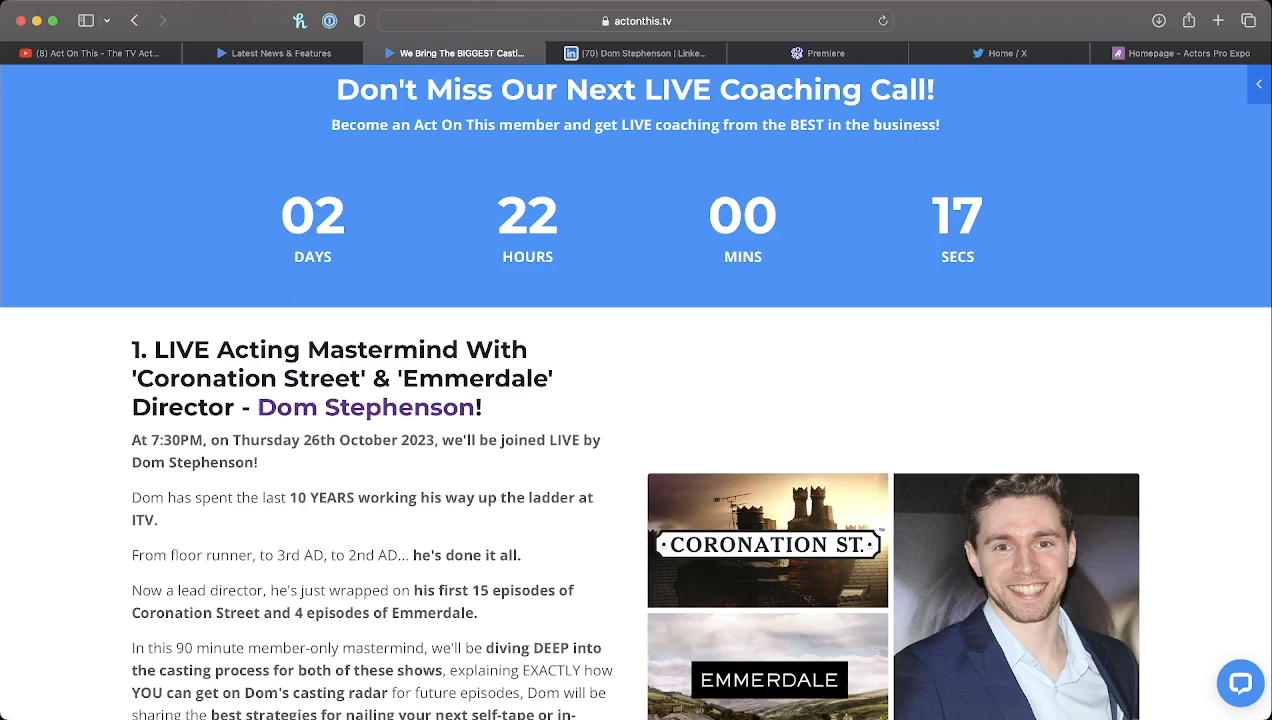 actonthis.tv
(8) Act On This - The TV Act...
Latest News & Features
We Bring The BIGGEST Casti...
(70) Dom Stephenson | Linke...
Premiere
Home / X
Homepage - Actors Pro Expo
Don't Miss Our Next LIVE Coaching Call!
Become an Act On This member and get LIVE coaching from the BEST in the business!
02 22 00 17
DAYS HOURS MINS SECS
1. LIVE Acting Mastermind With
'Coronation Street' & 'Emmerdale'
Director - Dom Stephenson!
At 7:30PM, on Thursday 26th October 2023, we'll be joined LIVE by
Dom Stephenson!
Dom has spent the last 10 YEARS working his way up the ladder at
ITV.
From floor runner, to 3rd AD, to 2nd AD... he's done it all.
Now a lead director, he's just wrapped on his first 15 episodes of
Coronation Street and 4 episodes of Emmerdale.
In this 90 minute member-only mastermind, we'll be diving DEEP into
the casting process for both of these shows, explaining EXACTLY how
YOU can get on Dom's casting radar for future episodes, Dom will be
sharing the best strategies for nailing your next self-tape or in-
CORONATION ST.
EMMERDALE